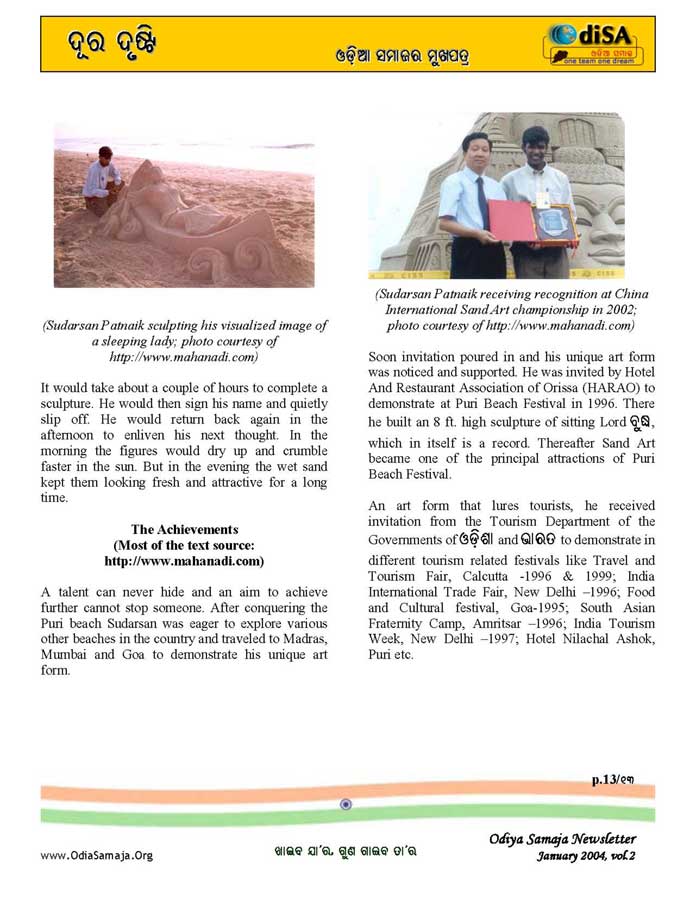 ଦୂର ଦୃଷ୍ଟି
ଓଡ଼ିଆ ସମାଜର ମୁଖପତ୍ର
diSA
ଓଡ଼ିଆ ସମାଜ
one team one dream
(Sudarsan Patnaik sculpting his visualized image of
a sleeping lady; photo courtesy of
http://www.mahanadi.com)
It would take about a couple of hours to complete a
sculpture. He would then sign his name and quietly
slip off. He would return back again in the
afternoon to enliven his next thought. In the
morning the figures would dry up and crumble
faster in the sun. But in the evening the wet sand
kept them looking fresh and attractive for a long
time.
The Achievements
(Most of the text source:
http://www.mahanadi.com)
A talent can never hide and an aim to achieve
further cannot stop someone. After conquering the
Puri beach Sudarsan was eager to explore various
other beaches in the country and traveled to Madras,
Mumbai and Goa to demonstrate his unique art
form.
CISS
CISS
(Sudarsan Patnaik receiving recognition at China
International Sand Art championship in 2002;
photo courtesy of http://www.mahanadi.com)
Soon invitation poured in and his unique art form
was noticed and supported. He was invited by Hotel
And Restaurant Association of Orissa (HARAO) to
demonstrate at Puri Beach Festival in 1996. There
he built an 8 ft. high sculpture of sitting Lord ବୁଦ୍ଧ,
which in itself is a record. Thereafter Sand Art
became one of the principal attractions of Puri
Beach Festival.
An art form that lures tourists, he received
invitation from the Tourism Department of the
Governments of ଓଡ଼ିଶା and ଭାରତ to demonstrate in
different tourism related festivals like Travel and
Tourism Fair, Calcutta -1996 & 1999; India
International Trade Fair, New Delhi –1996; Food
and Cultural festival, Goa-1995; South Asian
Fraternity Camp, Amritsar –1996; India Tourism
Week, New Delhi –1997; Hotel Nilachal Ashok,
Puri etc.
p.13/୧୩
www.OdiaSamaja.Org
ଖାଇବ ଯା'ର, ଗୁଣ ଗାଇବ ତା'ର
Odiya Samaja Newsletter
January 2004, vol.2